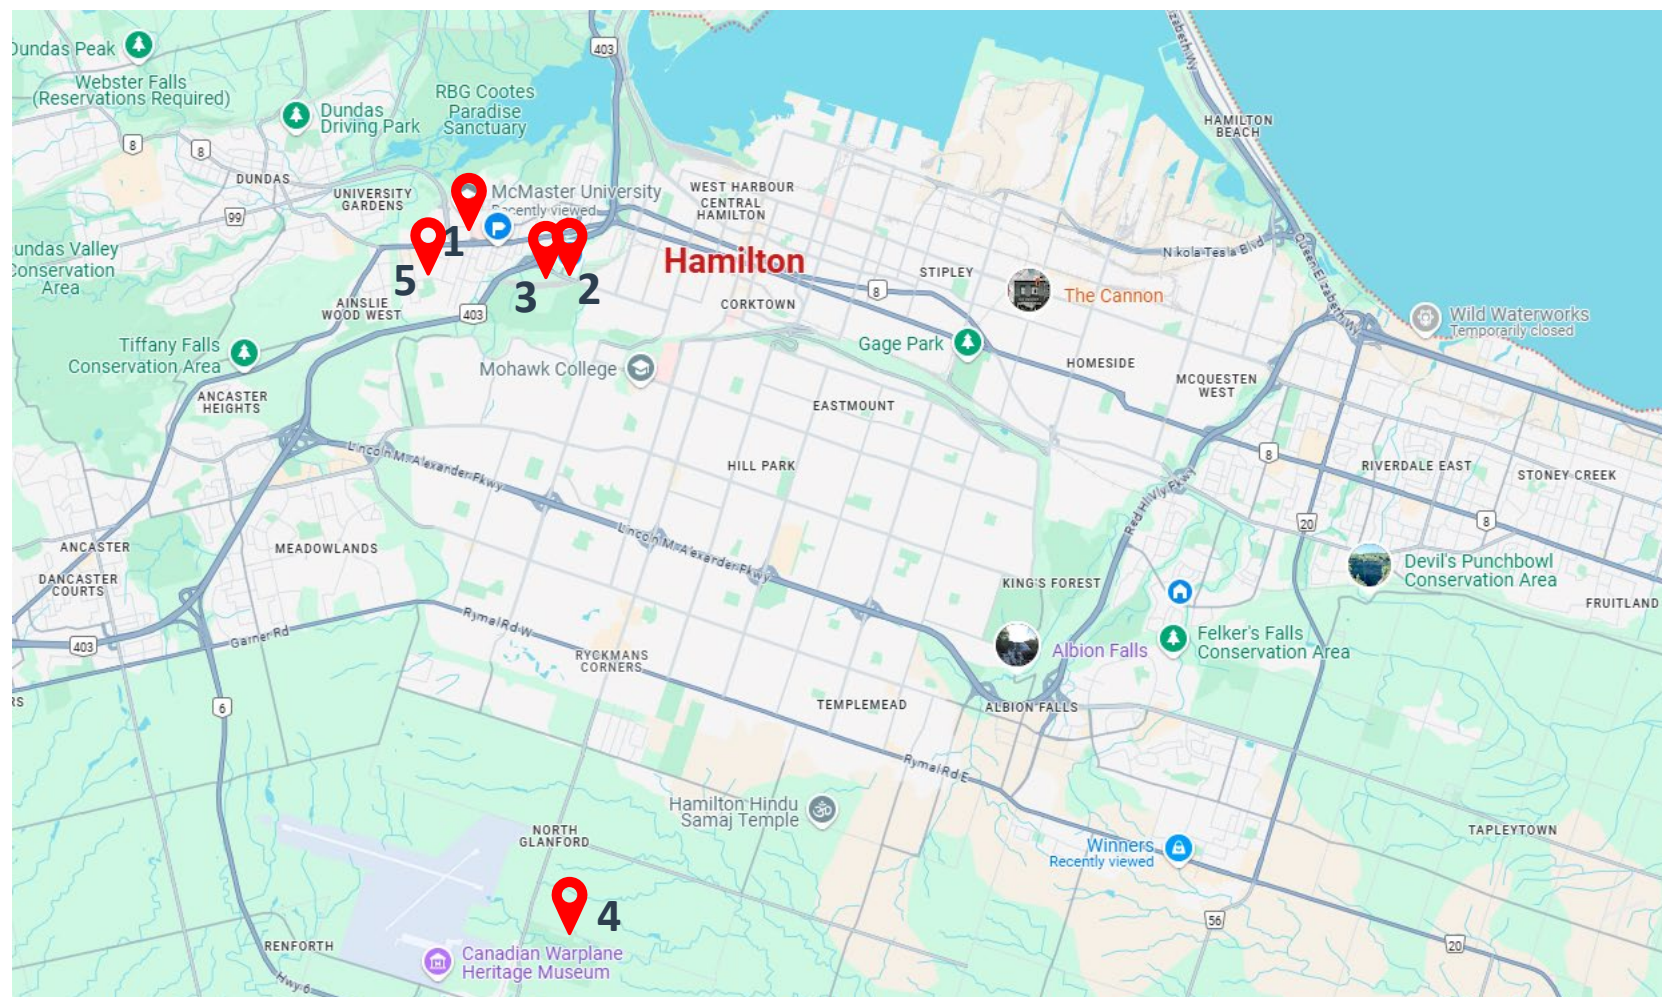 403
Dundas Peak
Webster Falls
(Reservations Required)
RBG Cootes
Paradise
Sanctuary
Dundas
Driving Park
HAMILTON
BEACH
8
8
DUNDAS
UNIVERSITY
GARDENS
McMaster University
Recently viewed
WEST HARBOUR
CENTRAL
HAMILTON
99
1
Nikola Tesla Blvd
Queen Elizabeth Wy
Conservation
Area
5
3
2
Hamilton
STIPLEY
8
The Cannon
AINSLIE
WOOD WEST
403
CORKTOWN
Wild Waterworks
Temporarily closed
Tiffany Falls
Conservation Area
Mohawk College
Gage Park
HOMESIDE
MCQUESTEN
WEST
ANCASTER
HEIGHTS
EASTMOUNT
Lincoln M. Alexander Pkwy
HILL PARK
8
RIVERDALE EAST
STONEY CREEK
Red Hl Vly Pkwy
20
8
Lincoln M. Alexander Pkwy
ANCASTER
MEADOWLANDS
DANCASTER
COURTS
KING'S FOREST
Devil's Punchbowl
Conservation Area
FRUITLAND
Garner Rd
Rymal Rd W
403
RYCKMANS
CORNERS
Albion Falls
Felker's Falls
Conservation Area
6
TEMPLEMEAD
ALBION FALLS
Rymal Rd E
Hamilton Hindu
Samaj Temple
NORTH
GLANFORD
Winners
Recently viewed
TAPLEYTOWN
4
56
20
RENFORTH
Canadian Warplane
Heritage Museum
Hwy 6